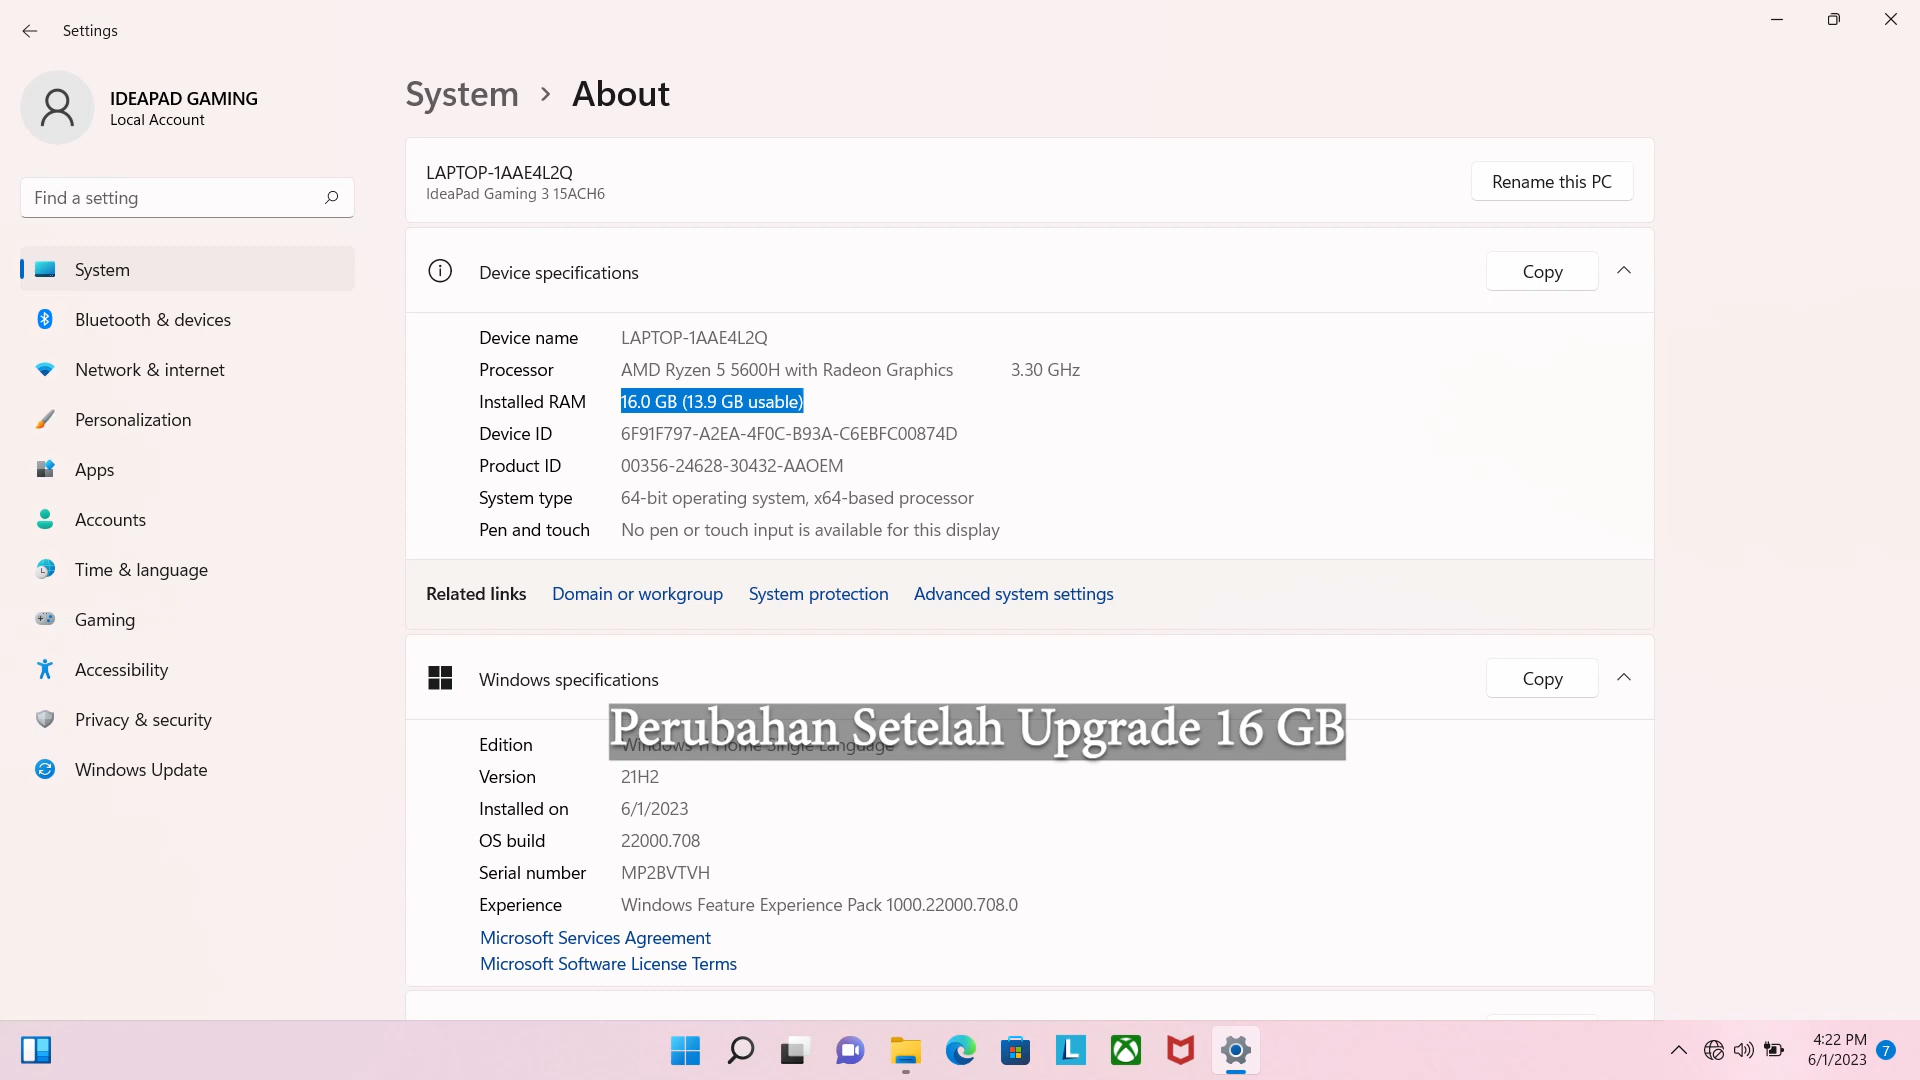 Settings
IDEAPAD GAMING
Local Account
Find a setting
System
Bluetooth & devices
Network & internet
Personalization
Apps
Accounts
Time & language
Gaming
Accessibility
Privacy & security
Windows Update
System > About
LAPTOP-1AAE4L2Q
IdeaPad Gaming 3 15ACH6
Rename this PC
Device specifications
Copy
Device name LAPTOP-1AAE4L2Q
Processor AMD Ryzen 5 5600H with Radeon Graphics 3.30 GHz
Installed RAM 16.0 GB (13.9 GB usable)
Device ID 6F91F797-A2EA-4F0C-B93A-C6EBFC00874D
Product ID 00356-24628-30432-AAOEM
System type 64-bit operating system, x64-based processor
Pen and touch No pen or touch input is available for this display
Related links Domain or workgroup System protection Advanced system settings
Windows specifications
Copy
Perubahan Setelah Upgrade 16 GB
Edition Windows 11 Home Single Language
Version 21H2
Installed on 6/1/2023
OS build 22000.708
Serial number MP2BVTVH
Experience Windows Feature Experience Pack 1000.22000.708.0
Microsoft Services Agreement
Microsoft Software License Terms
L
4:22 PM
6/1/2023
7